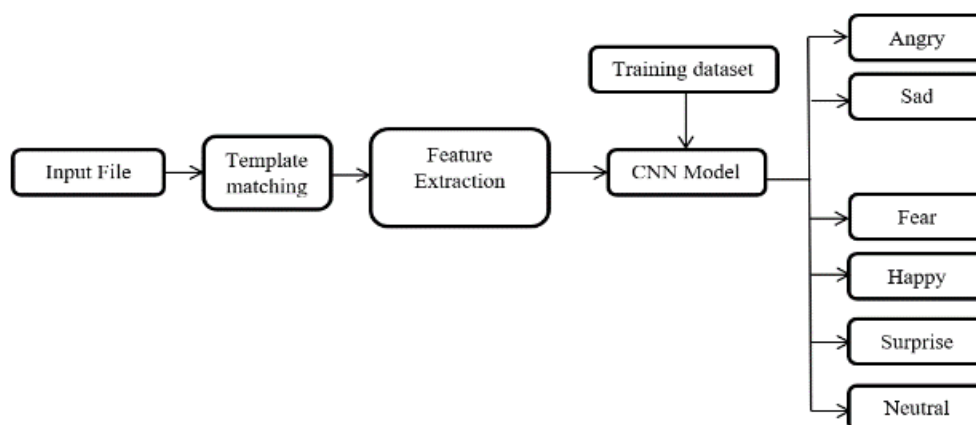 Input File
Template
matching
Feature
Extraction
Training dataset
CNN Model
Angry
Sad
Fear
Happy
Surprise
Neutral